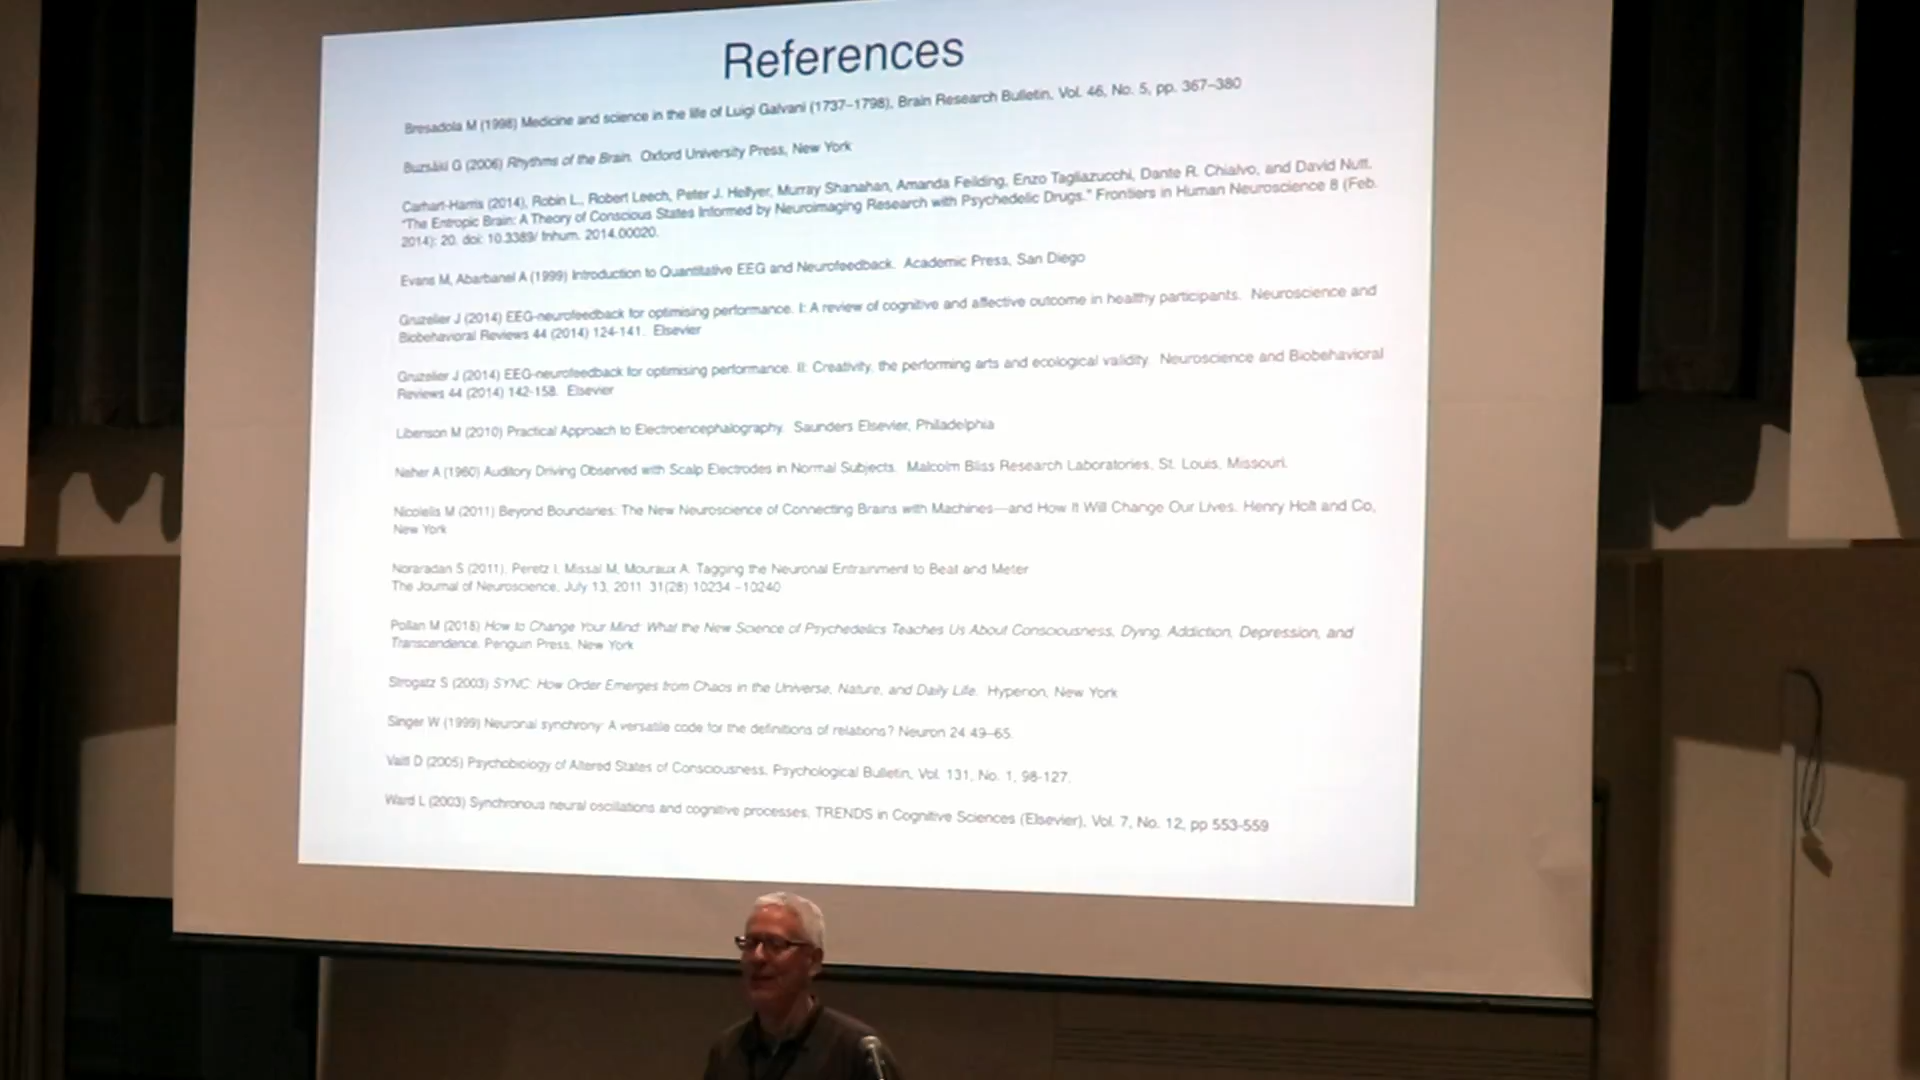 References
Bresadola M (1998) Medicine and science in the life of Luigi Galvani (1737–1798), Brain Research Bulletin, Vol. 46, No. 5, pp. 367–380
Buzsáki G (2006) Rhythms of the Brain. Oxford University Press, New York
Carhart-Harris (2014), Robin L., Robert Leech, Peter J. Hellyer, Murray Shanahan, Amanda Feilding, Enzo Tagliazucchi, Dante R. Chialvo, and David Nutt.
"The Entropic Brain: A Theory of Conscious States Informed by Neuroimaging Research with Psychedelic Drugs." Frontiers in Human Neuroscience 8 (Feb.
2014): 20. doi: 10.3389/ fnhum. 2014.00020.
Evans M, Abarbanel A (1999) Introduction to Quantitative EEG and Neurofeedback. Academic Press, San Diego
Gruzelier J (2014) EEG-neurofeedback for optimising performance. I: A review of cognitive and affective outcome in healthy participants. Neuroscience and
Biobehavioral Reviews 44 (2014) 124-141. Elsevier
Gruzelier J (2014) EEG-neurofeedback for optimising performance. II: Creativity, the performing arts and ecological validity. Neuroscience and Biobehavioral
Reviews 44 (2014) 142-158. Elsevier
Libenson M (2010) Practical Approach to Electroencephalography. Saunders Elsevier, Philadelphia
Neher A (1960) Auditory Driving Observed with Scalp Electrodes in Normal Subjects. Malcolm Bliss Research Laboratories, St. Louis, Missouri.
Nicolelis M (2011) Beyond Boundaries: The New Neuroscience of Connecting Brains with Machines—and How It Will Change Our Lives. Henry Holt and Co,
New York
Noraradan S (2011), Peretz I, Missal M, Mouraux A. Tagging the Neuronal Entrainment to Beat and Meter
The Journal of Neuroscience, July 13, 2011 31(28) 10234 –10240
Pollan M (2018) How to Change Your Mind: What the New Science of Psychedelics Teaches Us About Consciousness, Dying, Addiction, Depression, and
Transcendence. Penguin Press, New York
Strogatz S (2003) SYNC: How Order Emerges from Chaos in the Universe, Nature, and Daily Life. Hyperion, New York
Singer W (1999) Neuronal synchrony: A versatile code for the definitions of relations? Neuron 24 49–65.
Vaitl D (2005) Psychobiology of Altered States of Consciousness, Psychological Bulletin, Vol. 131, No. 1, 98-127.
Ward L (2003) Synchronous neural oscillations and cognitive processes, TRENDS in Cognitive Sciences (Elsevier), Vol. 7, No. 12, pp 553-559